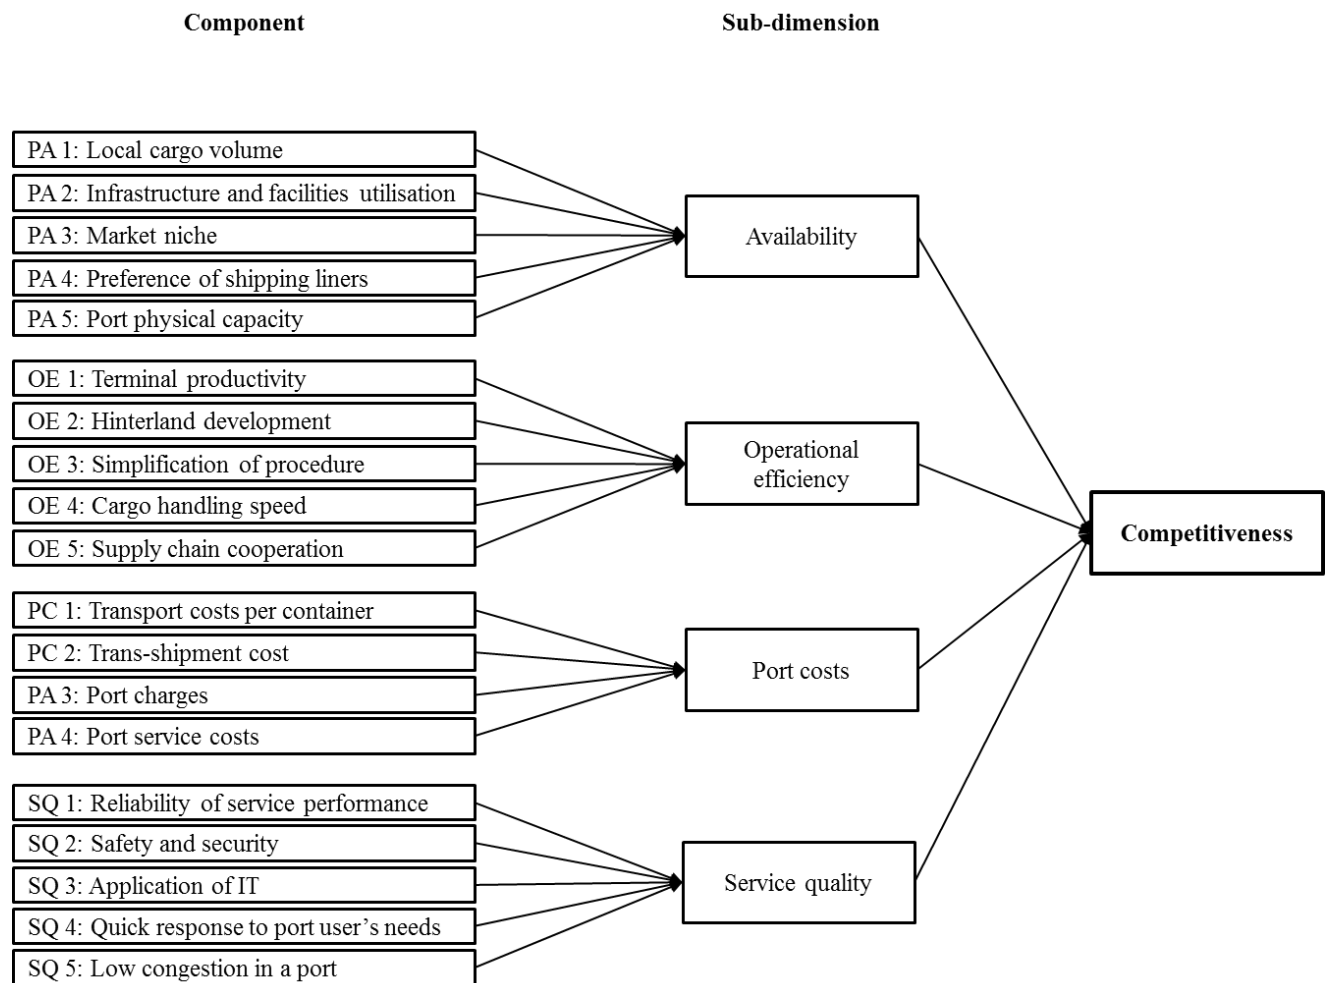 Component
Sub-dimension
PA 1: Local cargo volume
PA 2: Infrastructure and facilities utilisation
PA 3: Market niche
PA 4: Preference of shipping liners
PA 5: Port physical capacity
Availability
OE 1: Terminal productivity
OE 2: Hinterland development
OE 3: Simplification of procedure
OE 4: Cargo handling speed
OE 5: Supply chain cooperation
Operational
efficiency
PC 1: Transport costs per container
PC 2: Trans-shipment cost
PA 3: Port charges
PA 4: Port service costs
Port costs
SQ 1: Reliability of service performance
SQ 2: Safety and security
SQ 3: Application of IT
SQ 4: Quick response to port user’s needs
SQ 5: Low congestion in a port
Service quality
Competitiveness